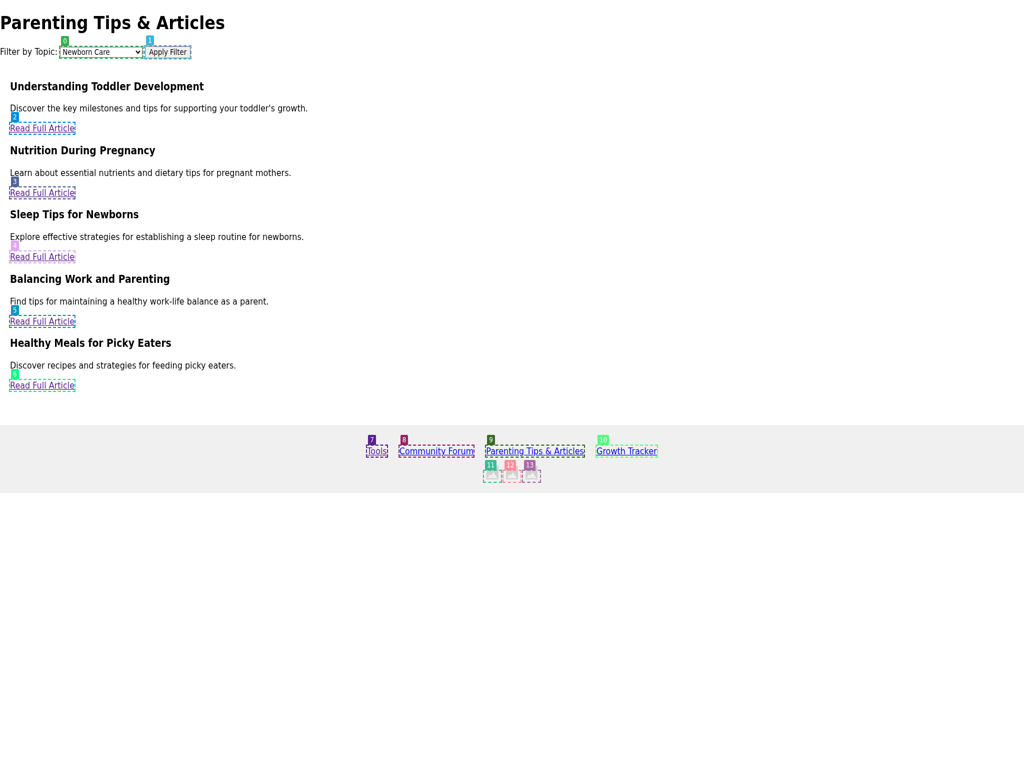 Parenting Tips & Articles
0
1
Filter by Topic: Newborn Care Apply Filter
Understanding Toddler Development
Discover the key milestones and tips for supporting your toddler's growth.
2
Read Full Article
Nutrition During Pregnancy
Learn about essential nutrients and dietary tips for pregnant mothers.
3
Read Full Article
Sleep Tips for Newborns
Explore effective strategies for establishing a sleep routine for newborns.
4
Read Full Article
Balancing Work and Parenting
Find tips for maintaining a healthy work-life balance as a parent.
5
Read Full Article
Healthy Meals for Picky Eaters
Discover recipes and strategies for feeding picky eaters.
6
Read Full Article
7 8 9 10
Tools Community Forum Parenting Tips & Articles Growth Tracker
11 12 13